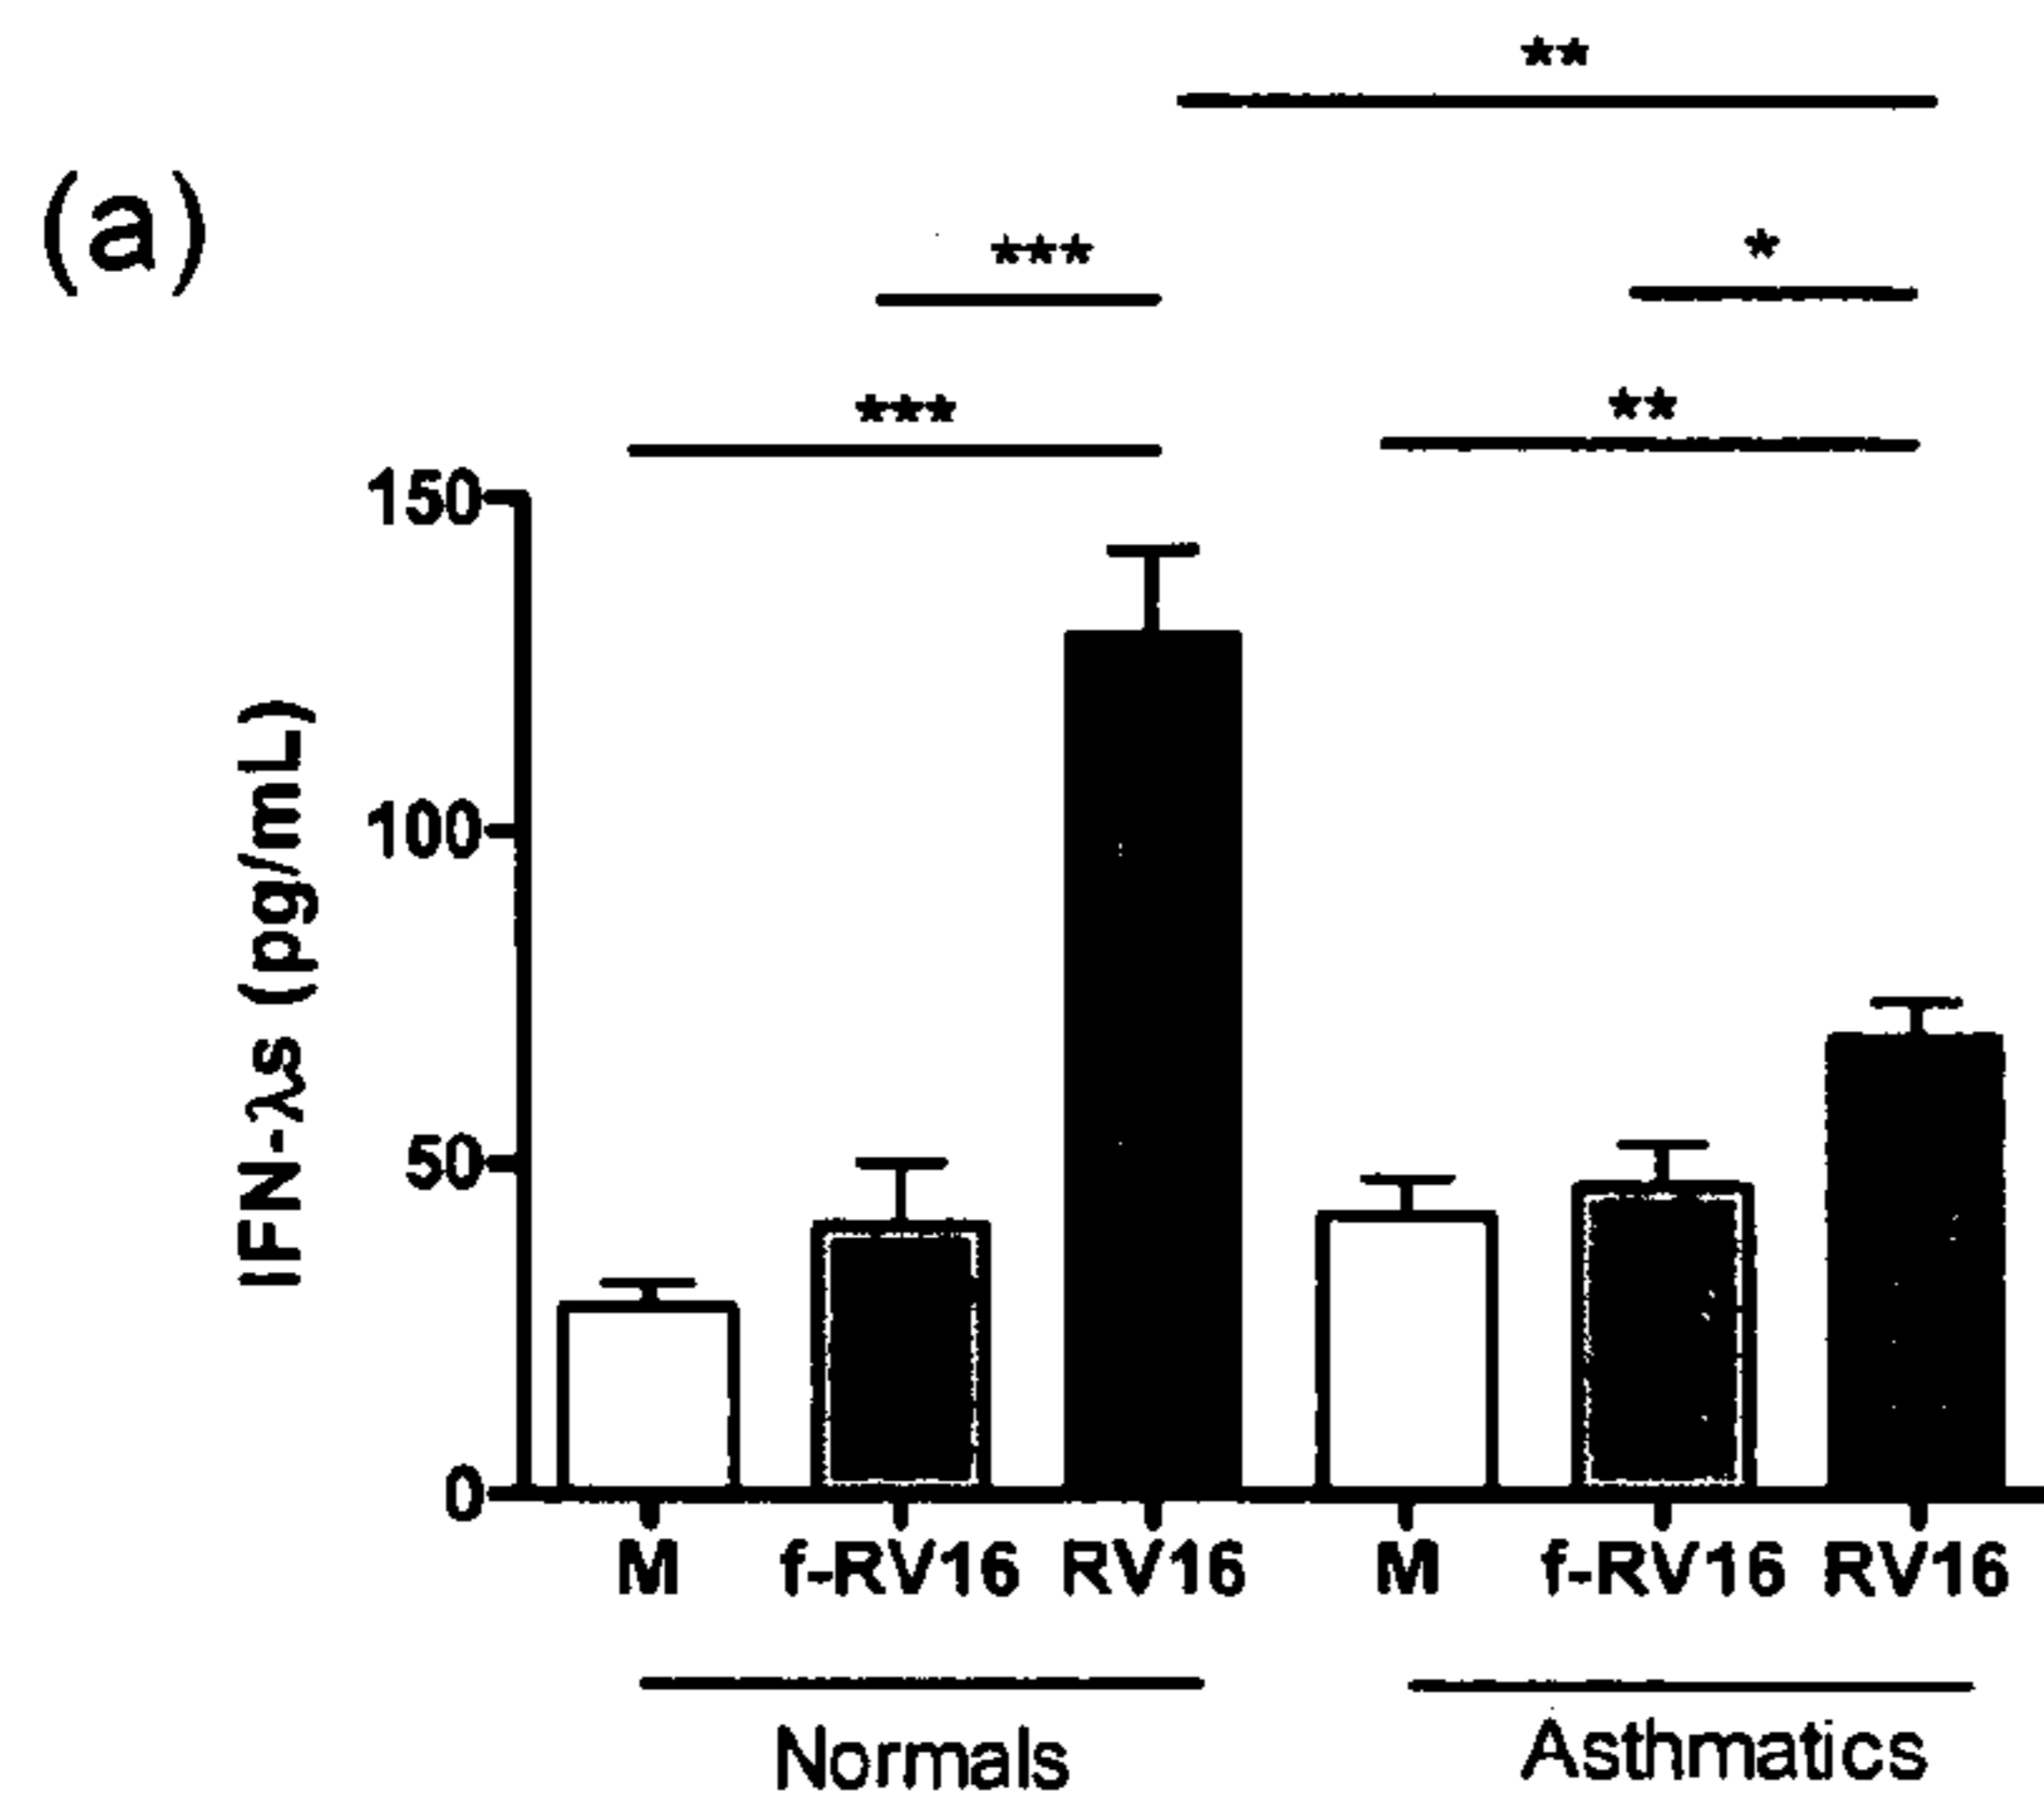 **
(a)
*** *
*** **
150
100
50
0
IFN-λs (pg/mL)
M f-RV16 RV16 M f-RV16 RV16
Normals Asthmatics